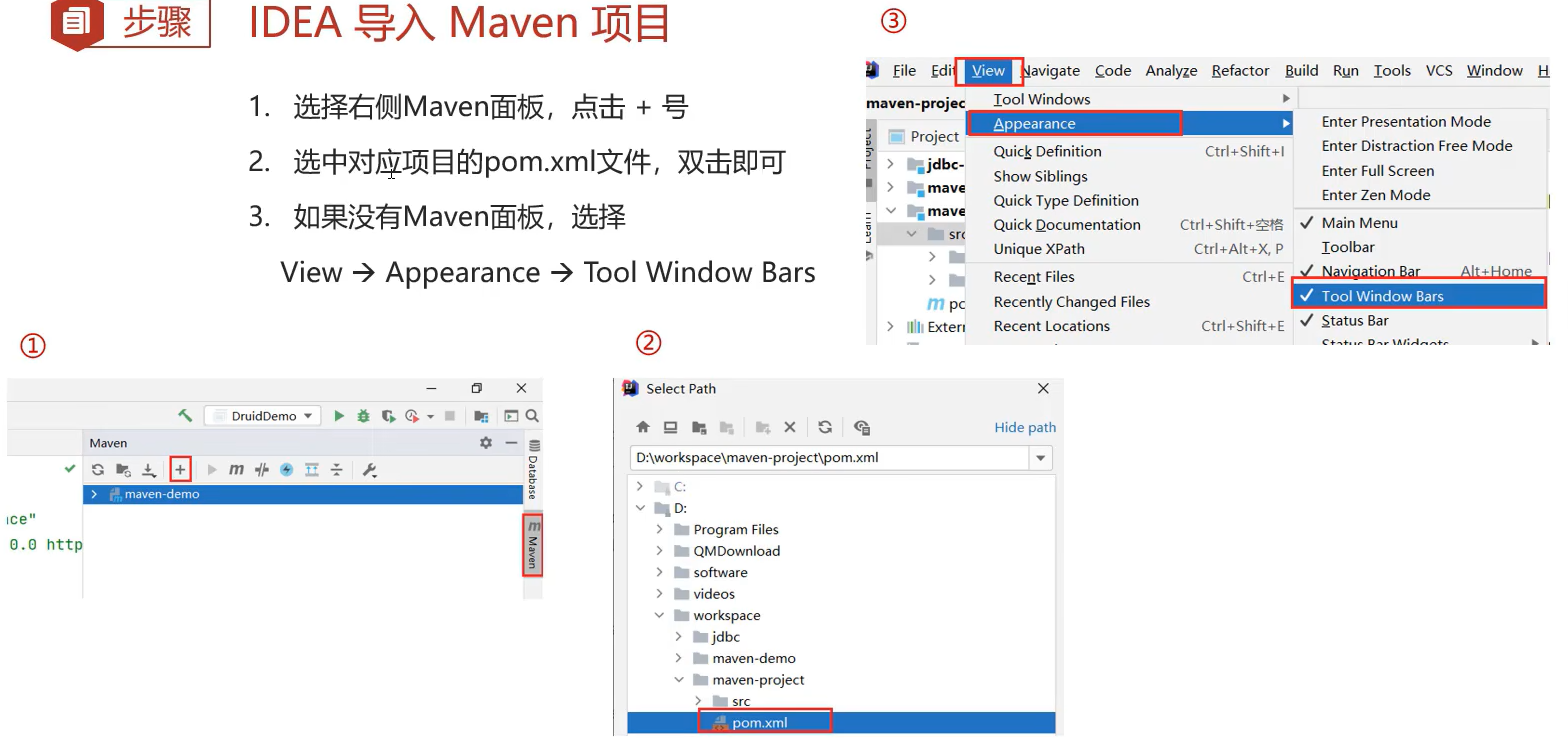 步骤
IDEA 导入 Maven 项目
1. 选择右侧Maven面板，点击 + 号
2. 选中对应项目的pom.xml文件，双击即可
3. 如果没有Maven面板，选择
View → Appearance → Tool Window Bars
③
File Edit View Navigate Code Analyze Refactor Build Run Tools VCS Window H
maven-projec
Project
Project
jdbc-
mave
mave
src
po
Extern
Learn
Tool Windows
Appearance
Quick Definition Ctrl+Shift+I
Show Siblings
Quick Type Definition
Quick Documentation Ctrl+Shift+空格
Unique XPath Ctrl+Alt+X, P
Recent Files Ctrl+E
Recently Changed Files
Recent Locations Ctrl+Shift+E
Enter Presentation Mode
Enter Distraction Free Mode
Enter Full Screen
Enter Zen Mode
✓ Main Menu
Toolbar
✓ Navigation Bar Alt+Home
✓ Tool Window Bars
✓ Status Bar
Status Bar Widgets
①
DruidDemo
Maven
maven-demo
Database
Maven
ace"
0.0 http
②
Select Path
Hide path
D:\workspace\maven-project\pom.xml
C:
D:
Program Files
QMDownload
software
videos
workspace
jdbc
maven-demo
maven-project
src
pom.xml